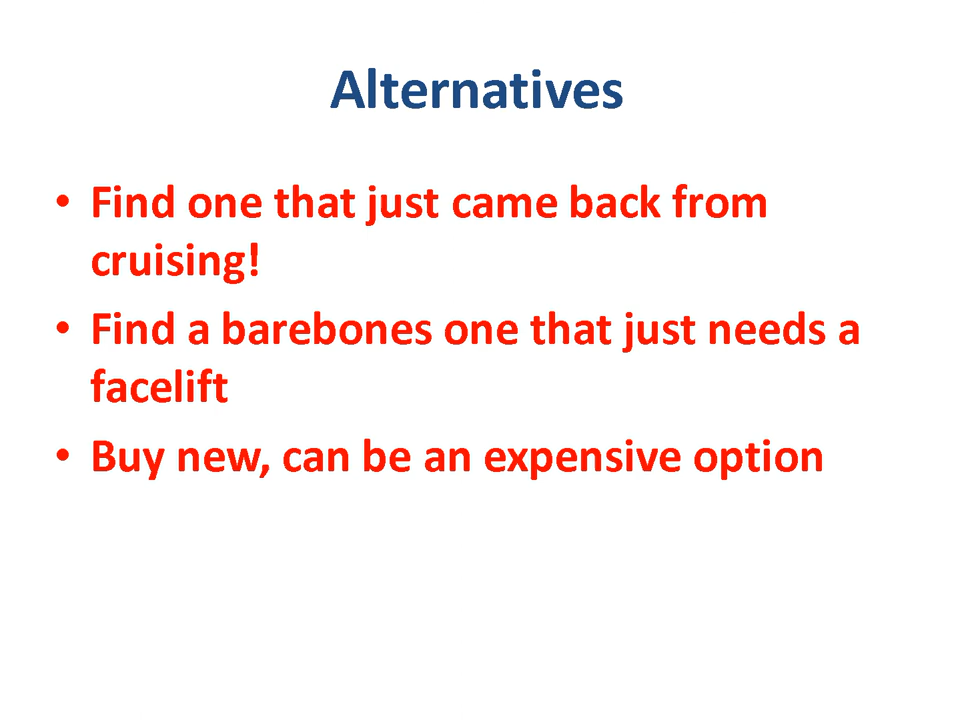 Alternatives
• Find one that just came back from
cruising!
• Find a barebones one that just needs a
facelift
• Buy new, can be an expensive option